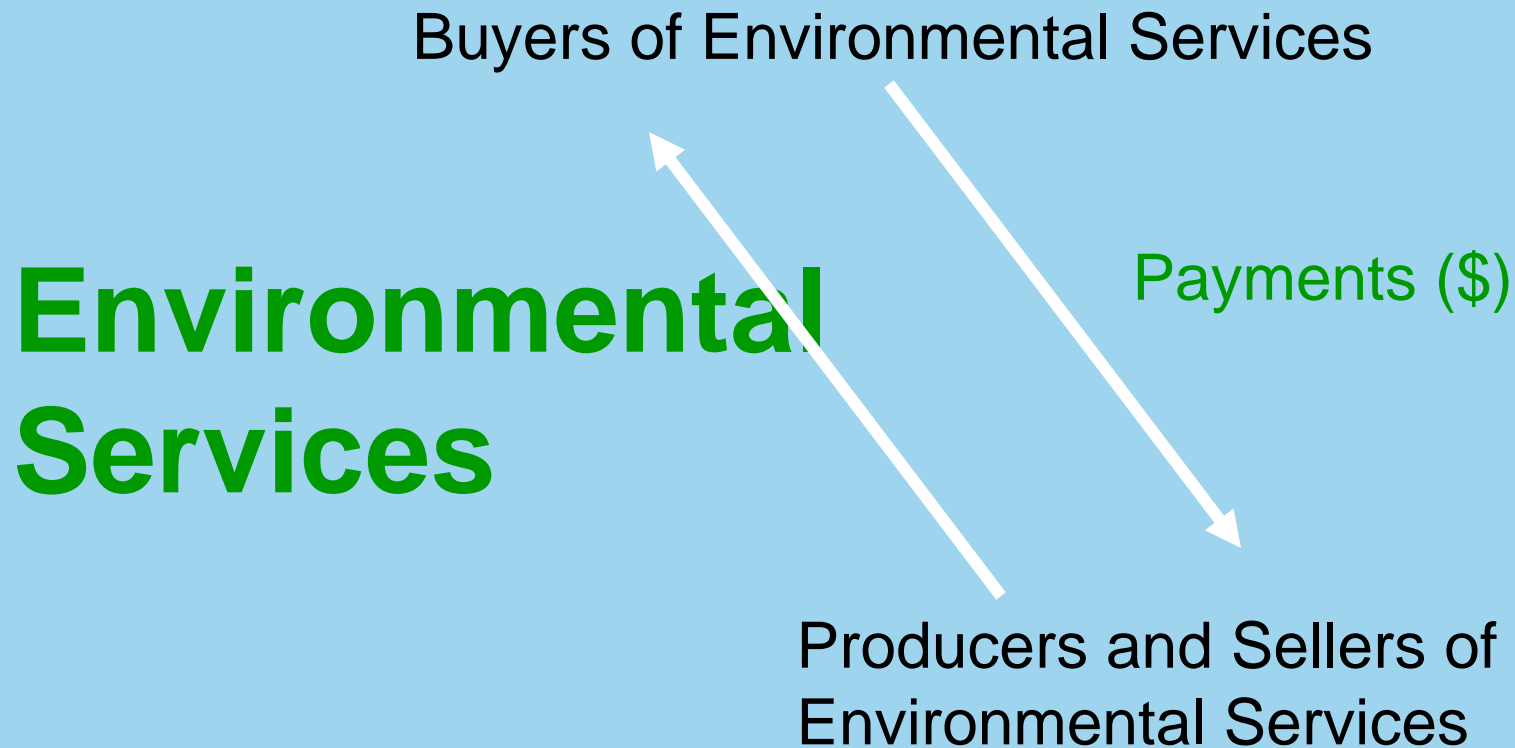 Buyers of Environmental Services
Environmental
Services
Payments ($)
Producers and Sellers of
Environmental Services